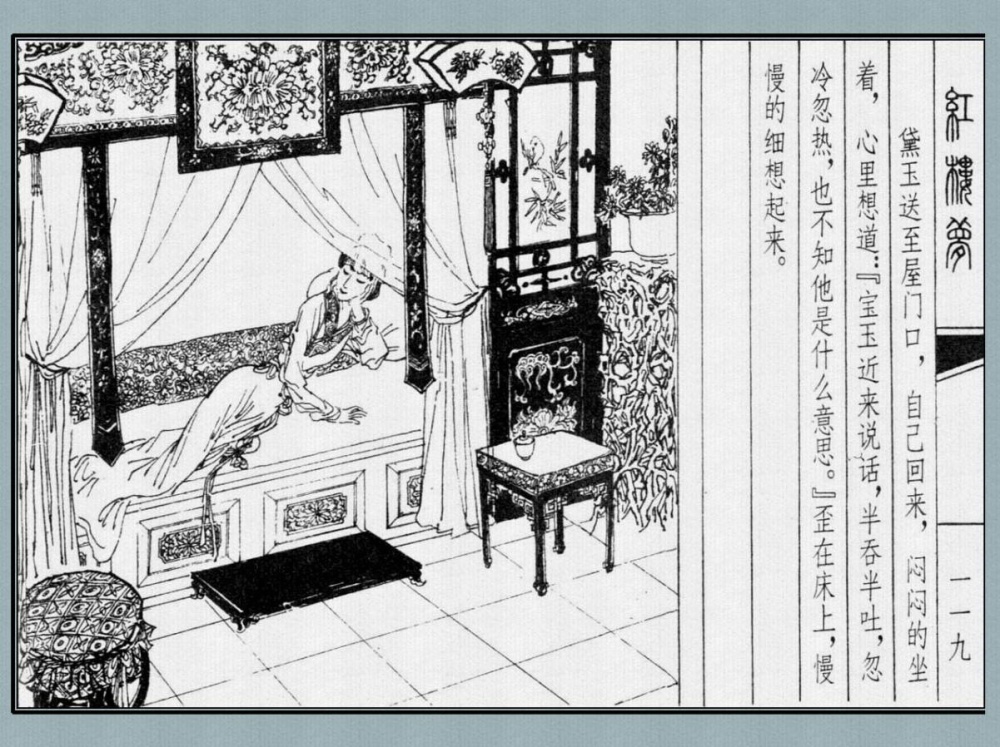 紅樓夢
一一九
黛玉送至屋门口，自己回来，闷闷的坐
着，心里想道：『宝玉近来说话，半吞半吐，忽
冷忽热，也不知他是什么意思。』歪在床上，慢
慢的细想起来。